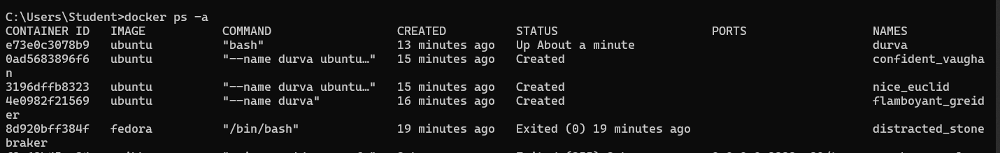 C:\Users\Student>docker ps -a
CONTAINER ID   IMAGE          COMMAND                  CREATED          STATUS                      PORTS                  NAMES
e73e0c3078b9   ubuntu         "bash"                   13 minutes ago   Up About a minute                                  durva
0ad5683896f6   ubuntu         "--name durva ubuntu…"   15 minutes ago   Created                                            confident_vaugha
n
3196dffb8323   ubuntu         "--name durva ubuntu…"   15 minutes ago   Created                                            nice_euclid
4e0982f21569   ubuntu         "--name durva"           16 minutes ago   Created                                            flamboyant_greid
er
8d920bff384f   fedora         "/bin/bash"              19 minutes ago   Exited (0) 19 minutes ago                          distracted_stone
braker